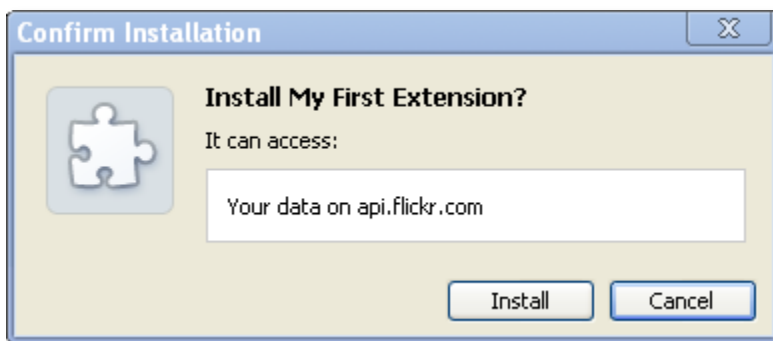 Confirm Installation
Install My First Extension?
It can access:
Your data on api.flickr.com
Install Cancel